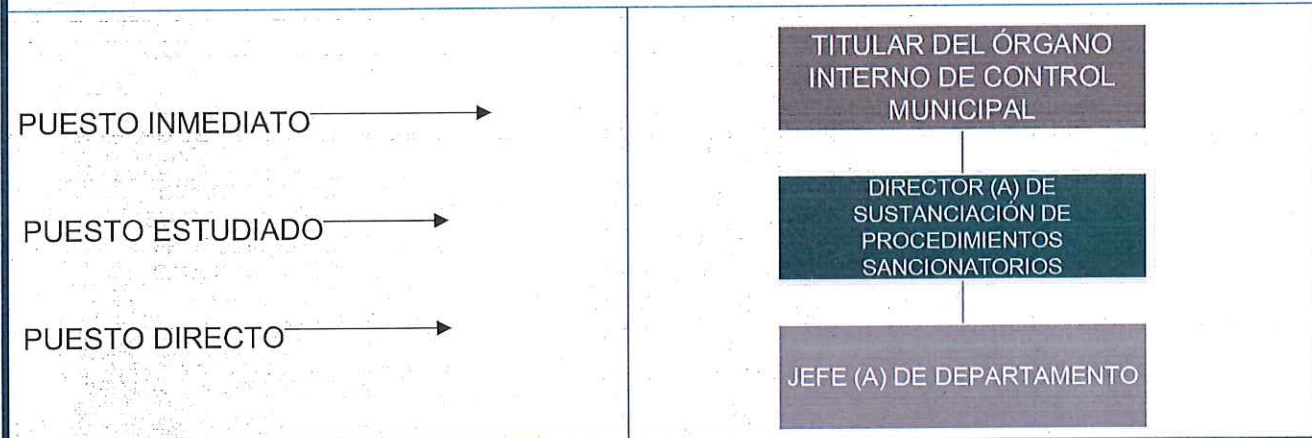 PUESTO INMEDIATO
TITULAR DEL ÓRGANO
INTERNO DE CONTROL
MUNICIPAL
PUESTO ESTUDIADO
DIRECTOR (A) DE
SUSTANCIACIÓN DE
PROCEDIMIENTOS
SANCIONATORIOS
PUESTO DIRECTO
JEFE (A) DE DEPARTAMENTO